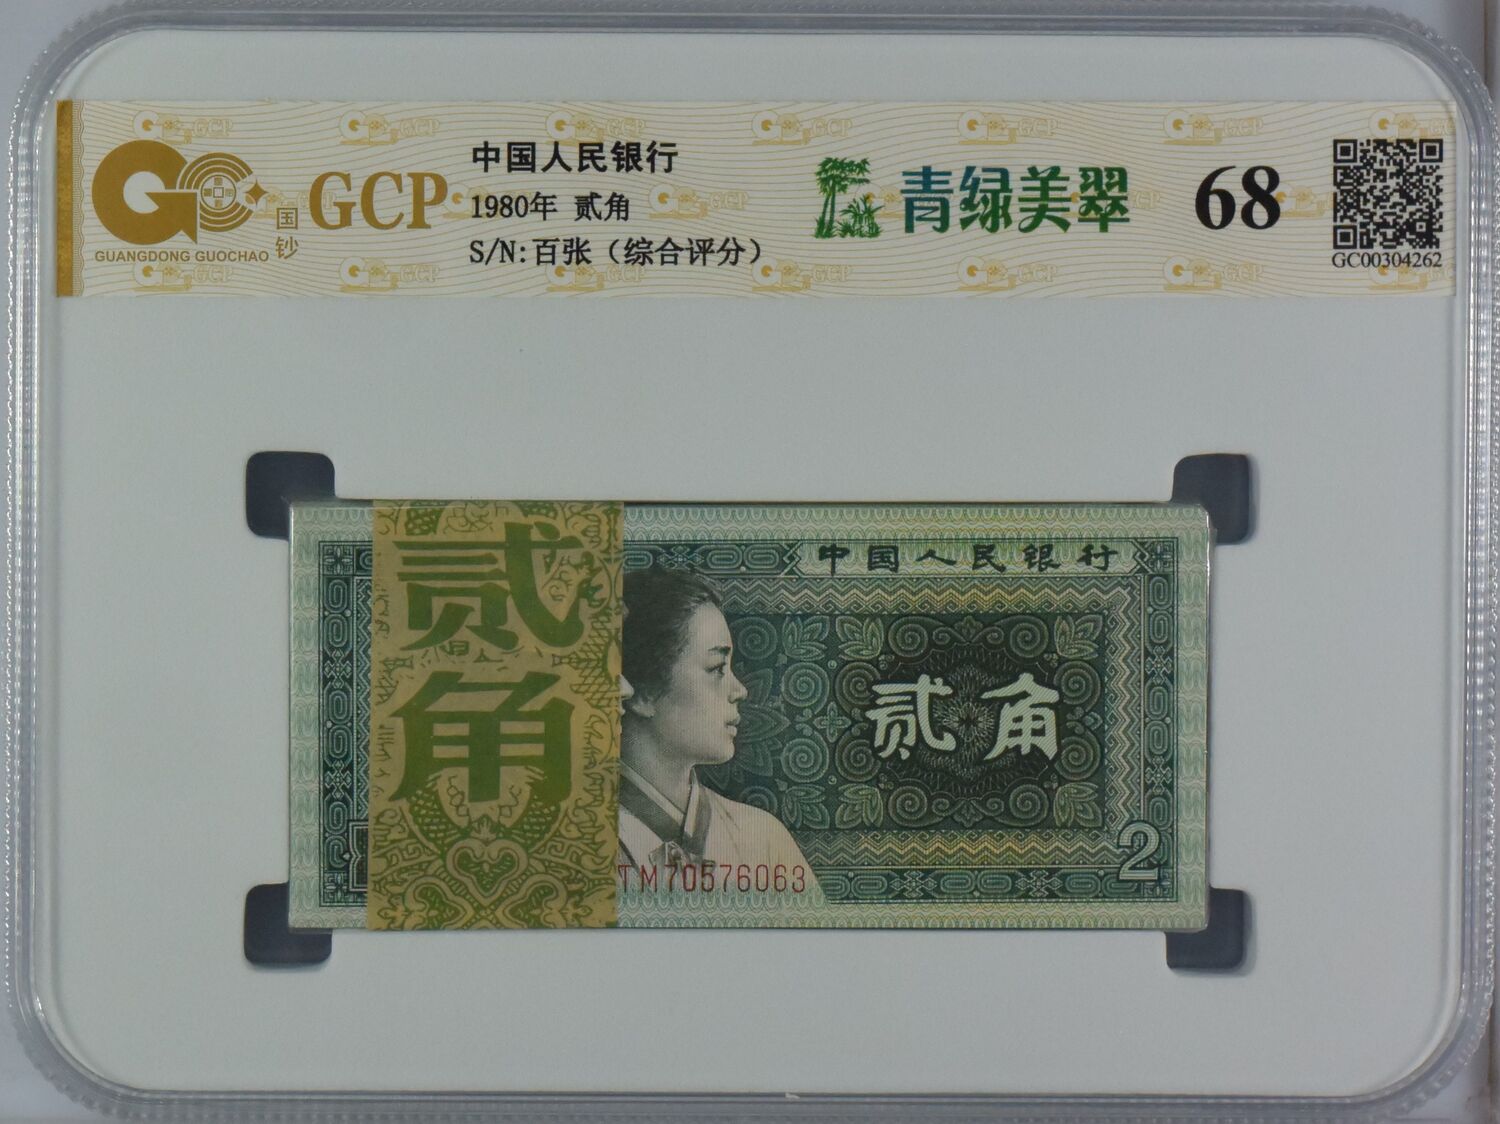 GCP
国钞
GUANGDONG GUOCHAO
中国人民银行
1980年 贰角
S/N: 百张（综合评分）
青绿美翠
68
GC00304262
中国人民银行
贰角
贰角
2
TM70576063